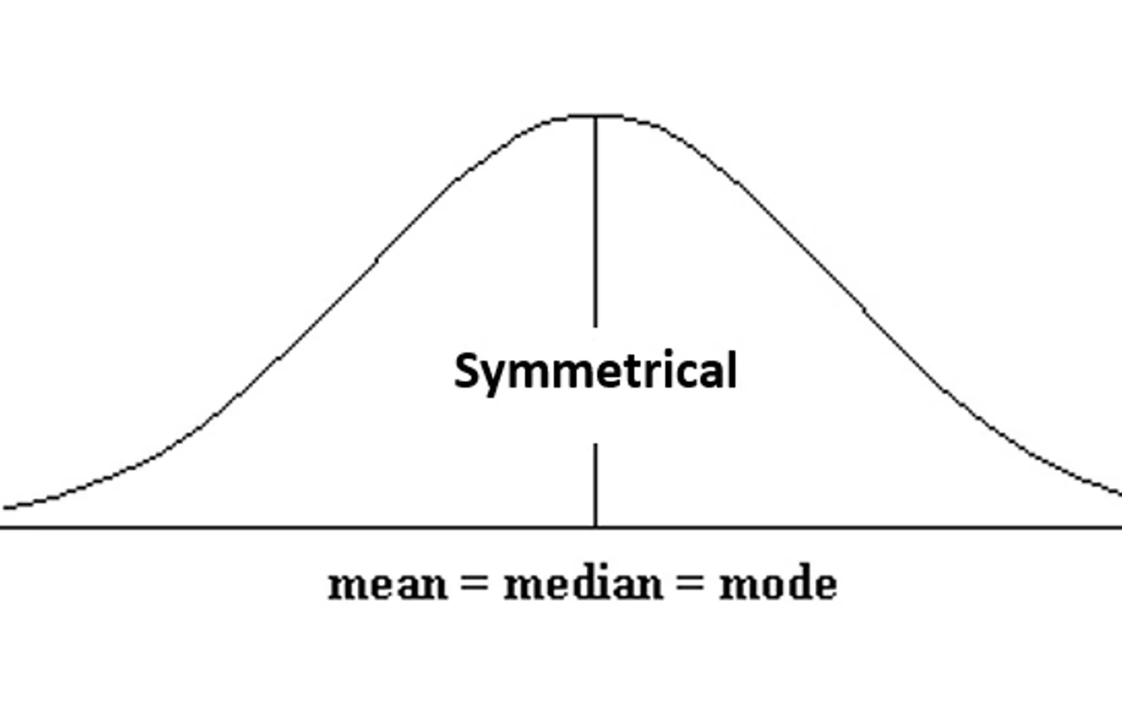 Symmetrical
mean = median = mode